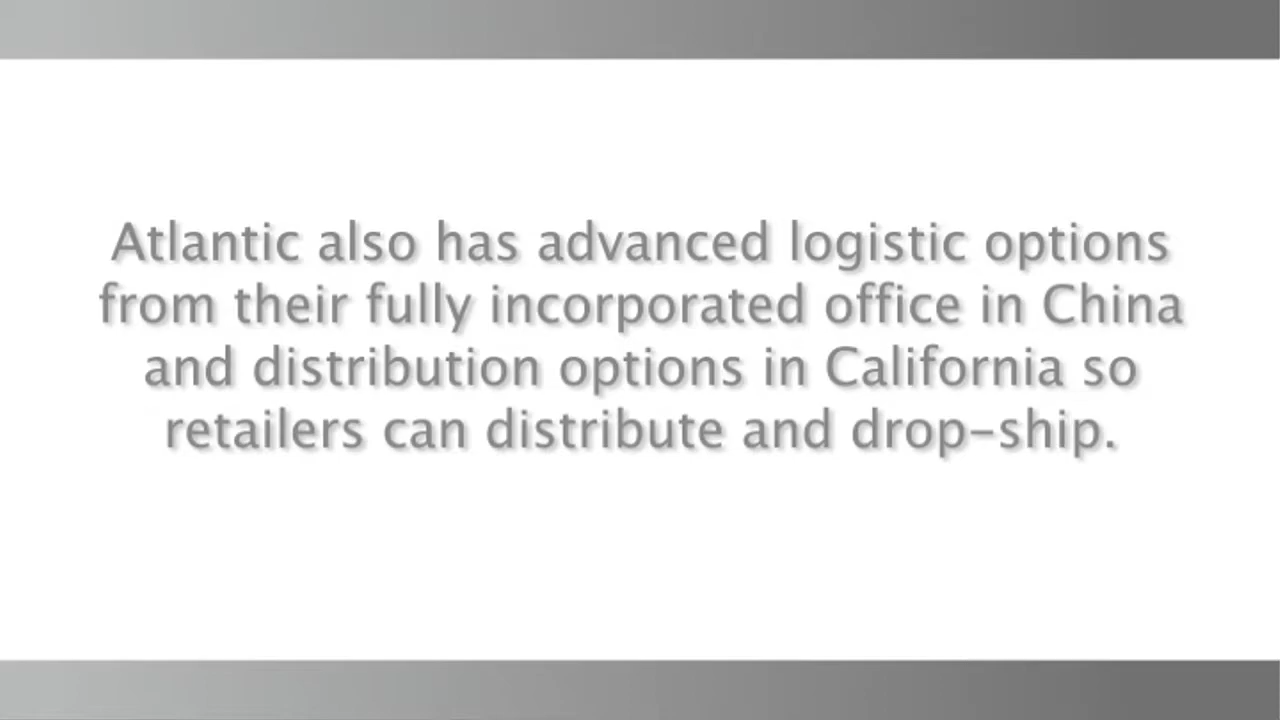 Atlantic also has advanced logistic options
from their fully incorporated office in China
and distribution options in California so
retailers can distribute and drop-ship.